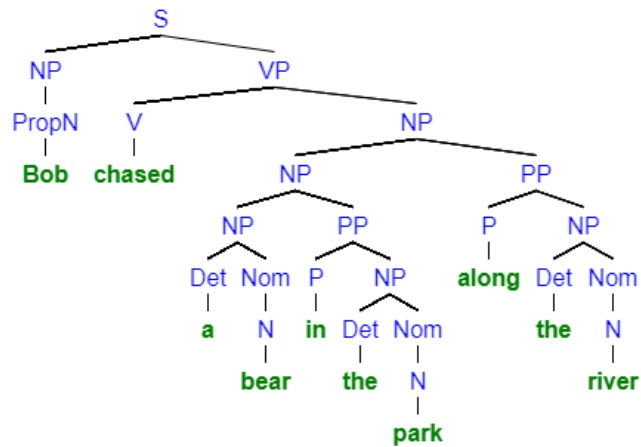 S
NP VP
PropN V NP
Bob chased NP PP
NP PP P NP
Det Nom P NP along Det Nom
a N in Det Nom the N
bear the N river
park